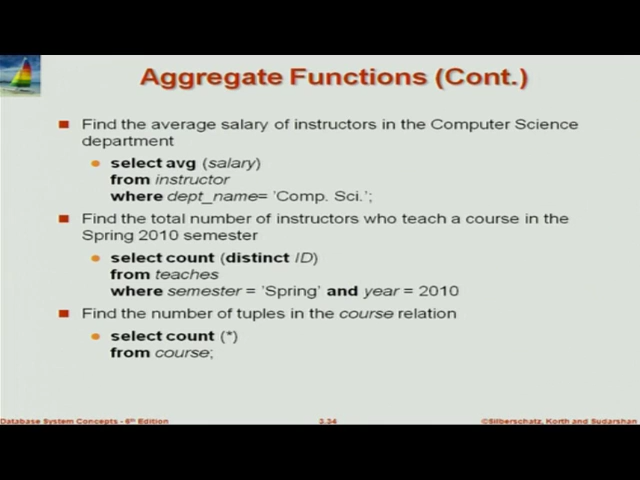 Aggregate Functions (Cont.)
Find the average salary of instructors in the Computer Science
department
select avg (salary)
from instructor
where dept_name= ’Comp. Sci.’;
Find the total number of instructors who teach a course in the
Spring 2010 semester
select count (distinct ID)
from teaches
where semester = ’Spring’ and year = 2010
Find the number of tuples in the course relation
select count (*)
from course;
Database System Concepts - 6th Edition
3.34
©Silberschatz, Korth and Sudarshan